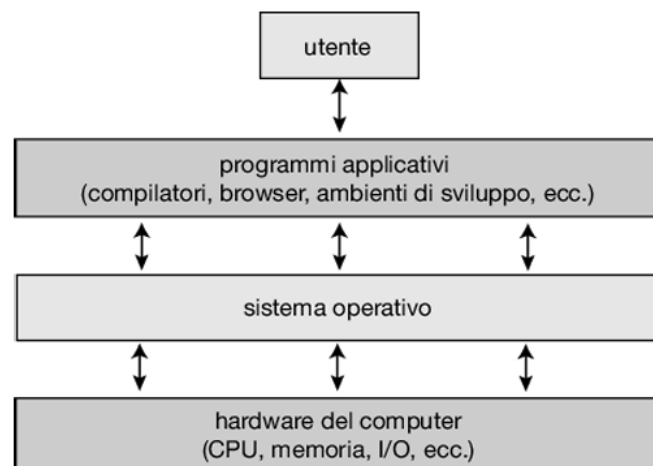 utente
programmi applicativi
(compilatori, browser, ambienti di sviluppo, ecc.)
sistema operativo
hardware del computer
(CPU, memoria, I/O, ecc.)